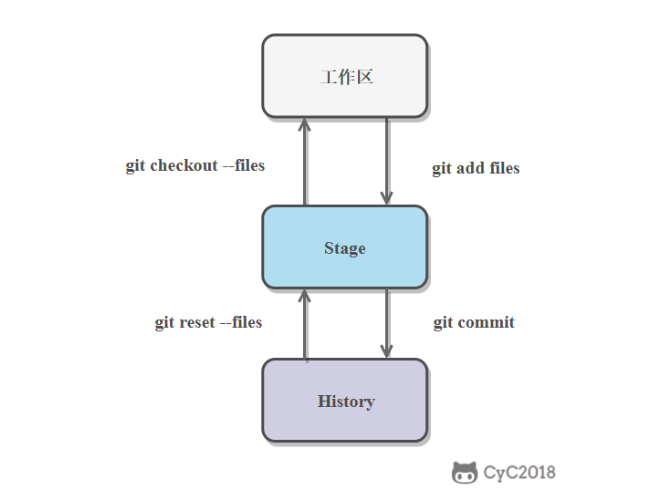 工作区
git checkout --files
git add files
Stage
git reset --files
git commit
History
CyC2018